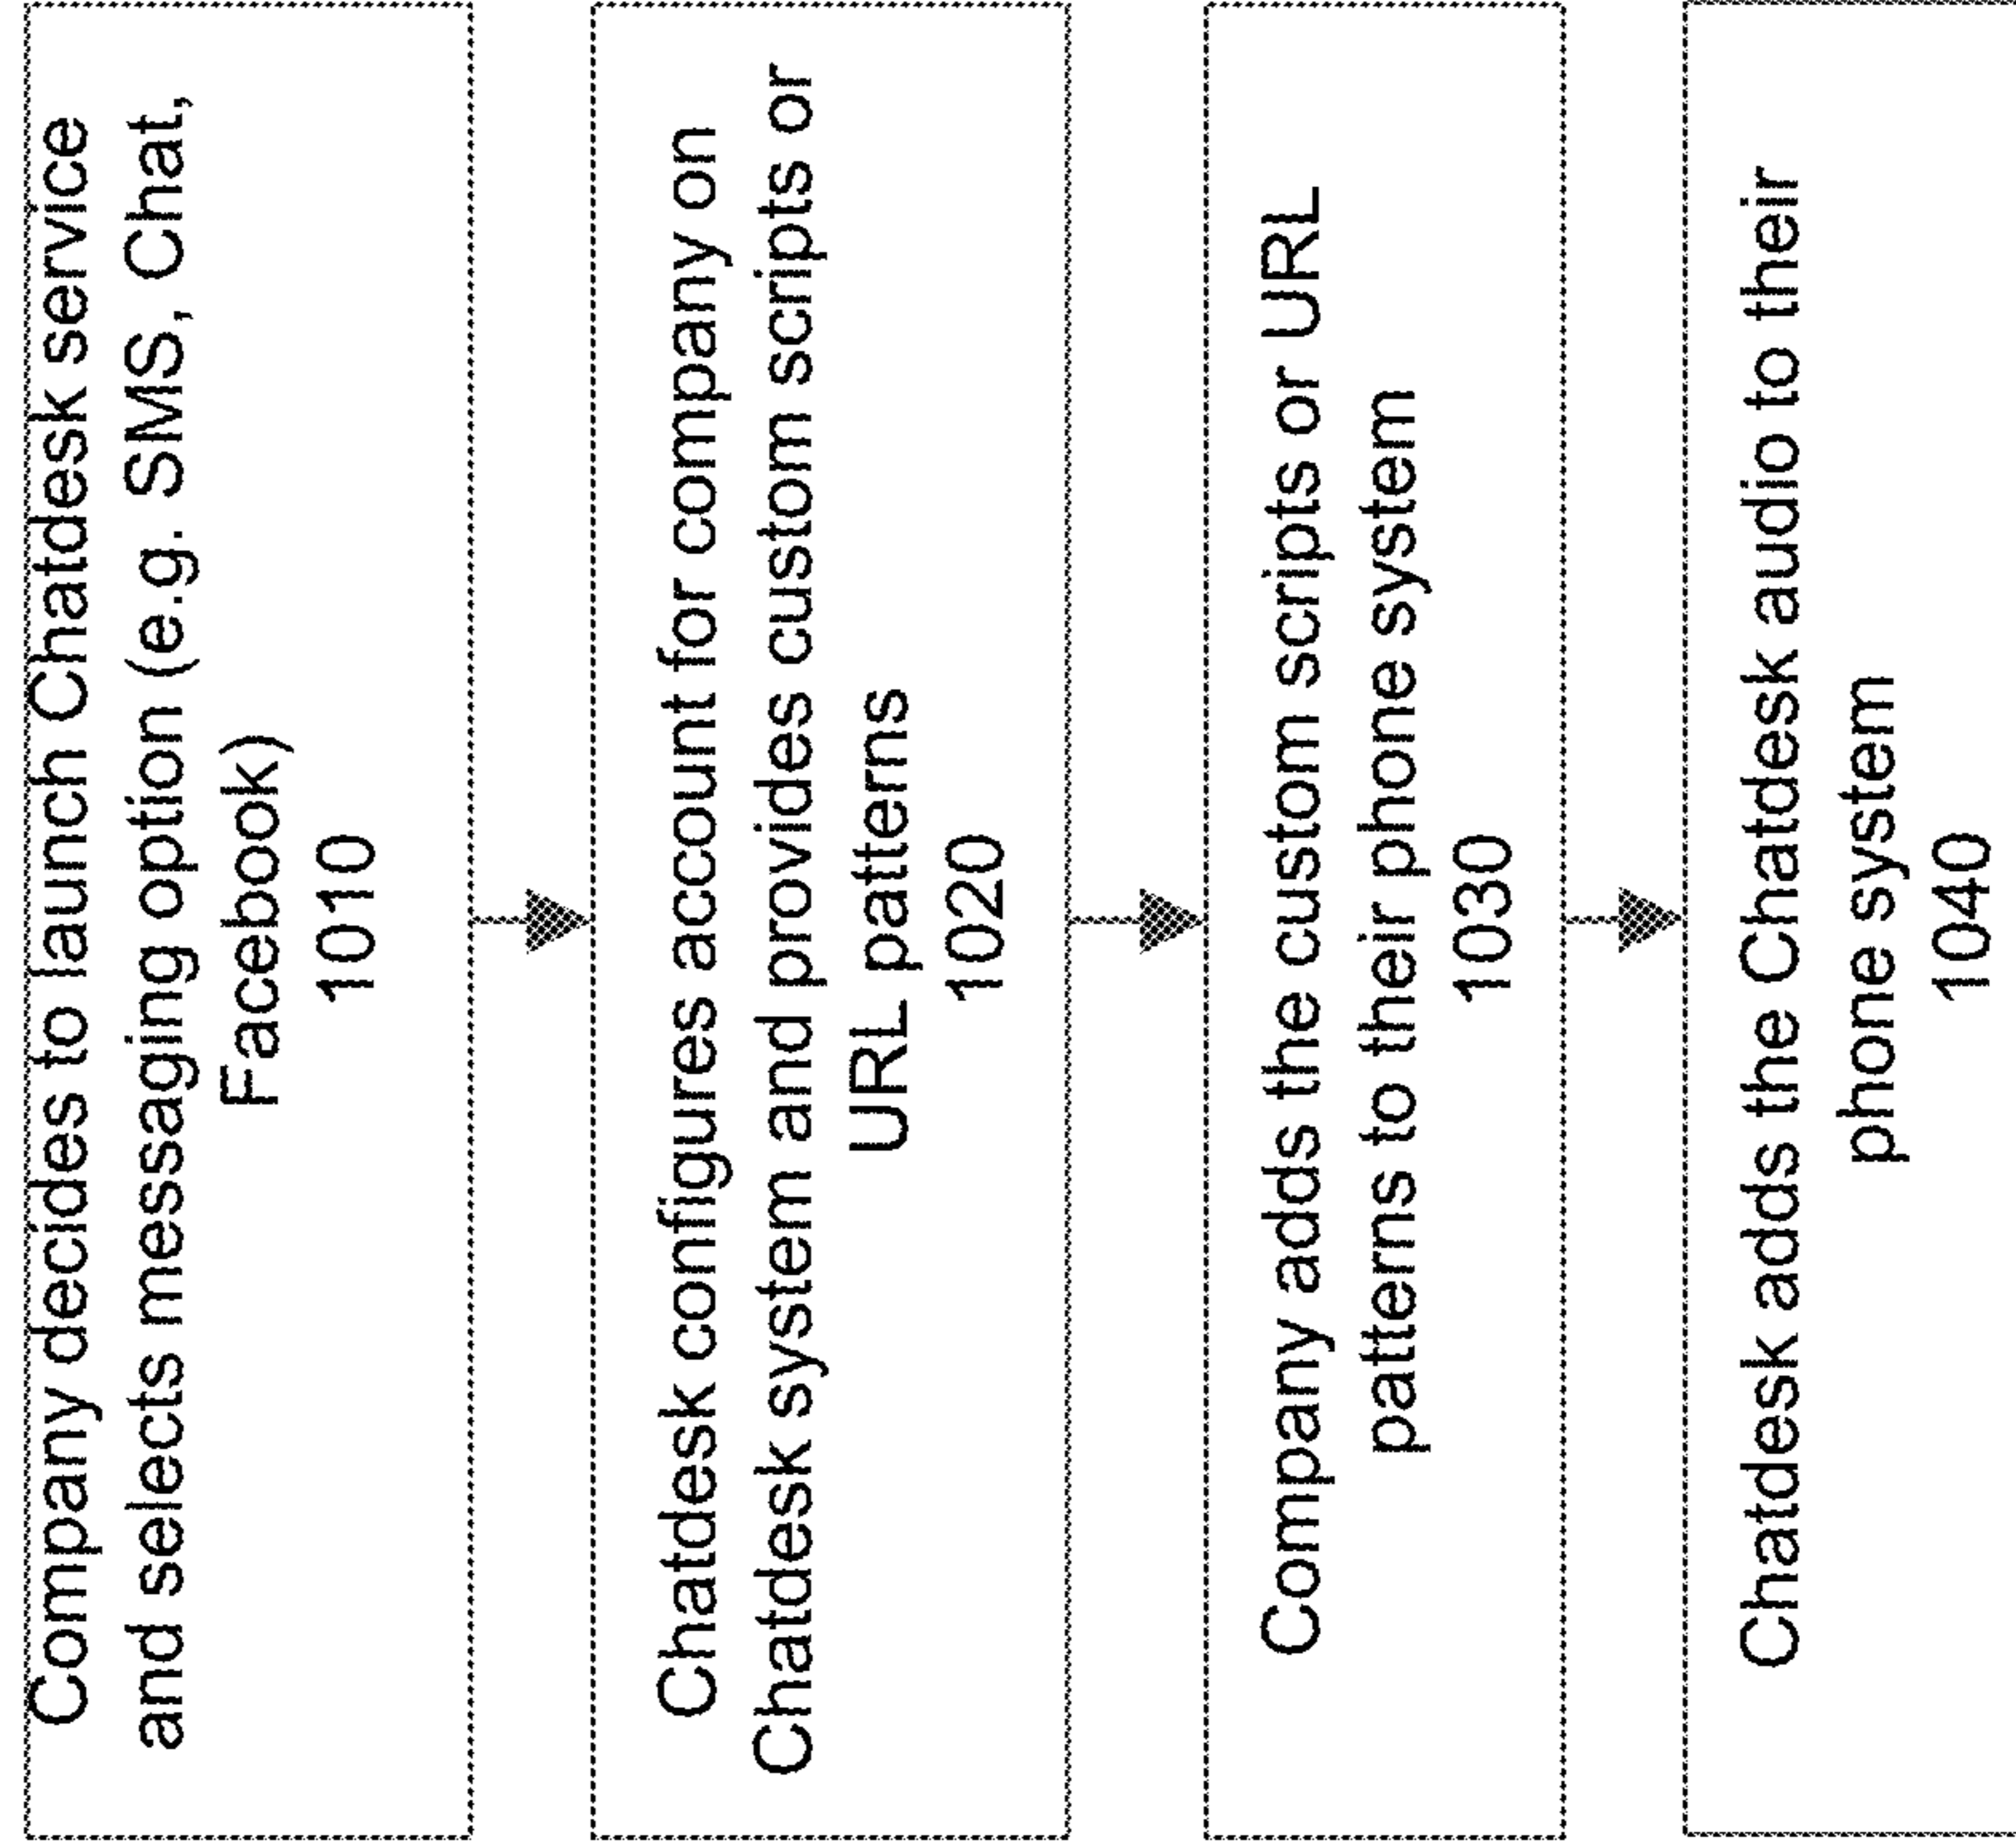 Company decides to launch Chatdesk service
and selects messaging option (e.g. SMS, Chat,
Facebook)
1010
Chatdesk configures account for company on
Chatdesk system and provides custom scripts or
URL patterns
1020
Company adds the custom scripts or URL
patterns to their phone system
1030
Chatdesk adds the Chatdesk audio to their
phone system
1040